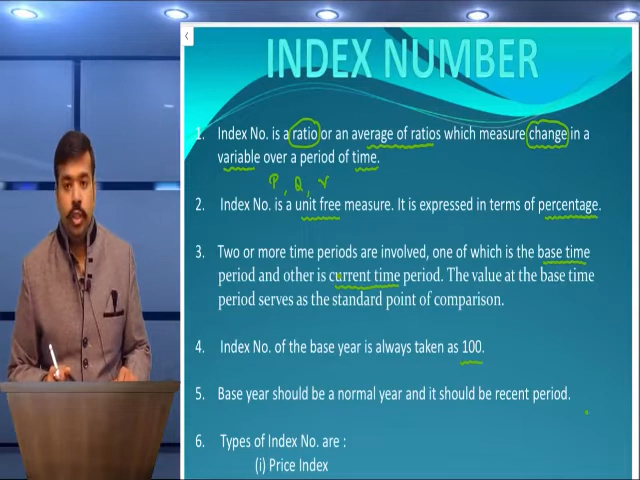 INDEX NUMBER
1. Index No. is a ratio or an average of ratios which measure change in a
variable over a period of time.
P, Q, V
2. Index No. is a unit free measure. It is expressed in terms of percentage.
3. Two or more time periods are involved, one of which is the base time
period and other is current time period. The value at the base time
period serves as the standard point of comparison.
4. Index No. of the base year is always taken as 100.
5. Base year should be a normal year and it should be recent period.
6. Types of Index No. are :
(i) Price Index